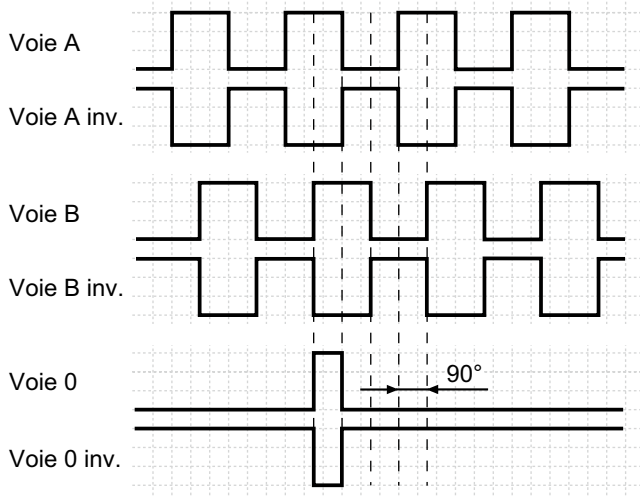 Voie A
Voie A inv.
Voie B
Voie B inv.
Voie 0
90°
Voie 0 inv.